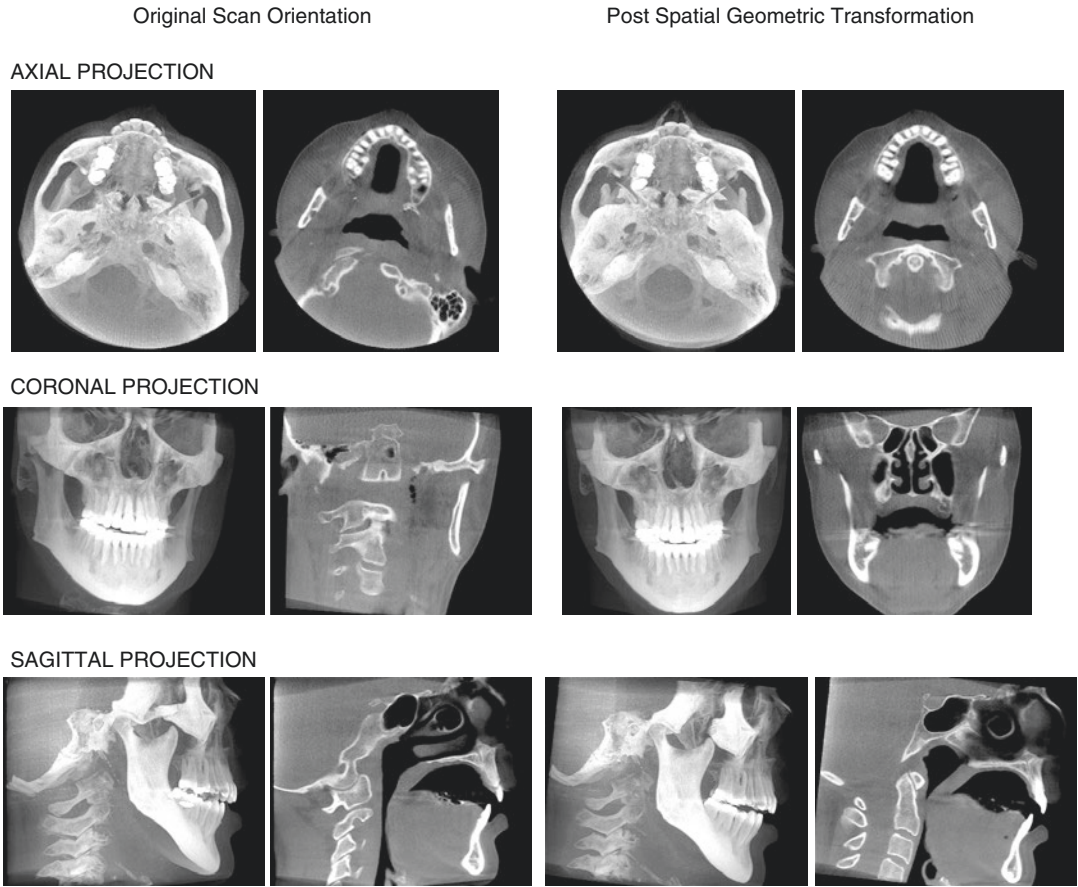 Original Scan Orientation
Post Spatial Geometric Transformation
AXIAL PROJECTION
CORONAL PROJECTION
SAGITTAL PROJECTION